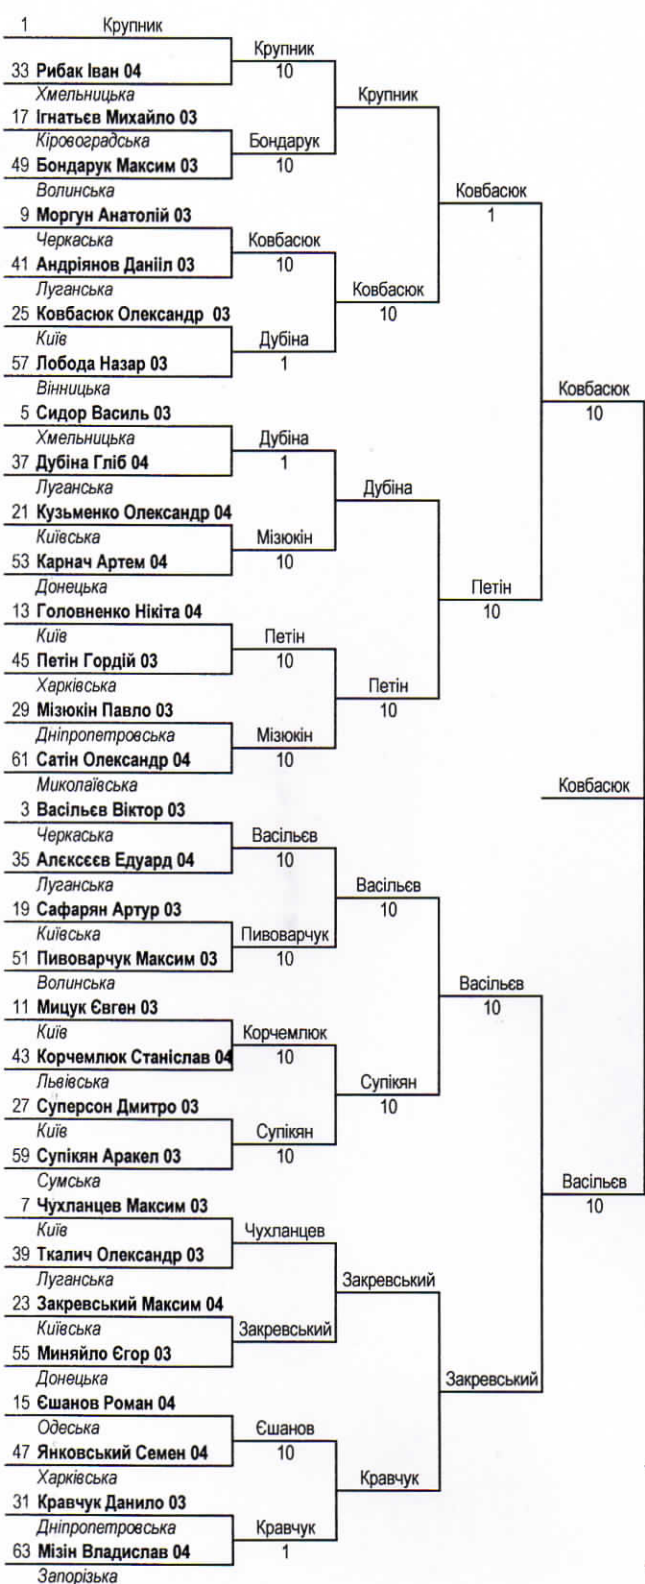 1 Крупник
33 Рибак Іван 04
Хмельницька
17 Ігнатьєв Михайло 03
Кіровоградська
49 Бондарук Максим 03
Волинська
9 Моргун Анатолій 03
Черкаська
41 Андріянов Данііл 03
Луганська
25 Ковбасюк Олександр 03
Київ
57 Лобода Назар 03
Вінницька
5 Сидор Василь 03
Хмельницька
37 Дубіна Гліб 04
Луганська
21 Кузьменко Олександр 04
Київська
53 Карнач Артем 04
Донецька
13 Головненко Нікіта 04
Київ
45 Петін Гордій 03
Харківська
29 Мізюкін Павло 03
Дніпропетровська
61 Сатін Олександр 04
Миколаївська
3 Васільєв Віктор 03
Черкаська
35 Алєксєєв Едуард 04
Луганська
19 Сафарян Артур 03
Київська
51 Пивоварчук Максим 03
Волинська
11 Мицук Євген 03
Київ
43 Корчемлюк Станіслав 04
Львівська
27 Суперсон Дмитро 03
Київ
59 Супікян Аракел 03
Сумська
7 Чухланцев Максим 03
Київ
39 Ткалич Олександр 03
Луганська
23 Закревський Максим 04
Київська
55 Миняйло Єгор 03
Донецька
15 Єшанов Роман 04
Одеська
47 Янковський Семен 04
Харківська
31 Кравчук Данило 03
Дніпропетровська
63 Мізін Владислав 04
Запорізька
Крупник
10
Бондарук
10
Ковбасюк
10
Дубіна
1
Дубіна
1
Мізюкін
10
Петін
10
Мізюкін
10
Васільєв
10
Пивоварчук
10
Корчемлюк
10
Супікян
10
Чухланцев
Закревський
Єшанов
10
Кравчук
1
Крупник
Ковбасюк
10
Дубіна
Петін
10
Васільєв
10
Супікян
10
Закревський
Кравчук
Ковбасюк
1
Петін
10
Васільєв
10
Закревський
Ковбасюк
10
Васільєв
10
Ковбасюк